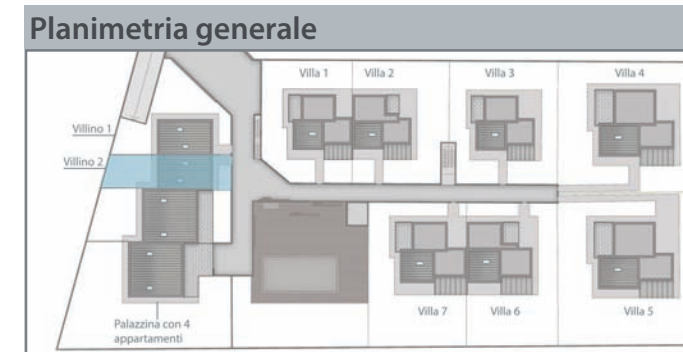 Planimetria generale
Villa 1
Villa 2
Villa 3
Villa 4
Villino 1
Villino 2
Villa 7
Villa 6
Villa 5
Palazzina con 4
appartamenti